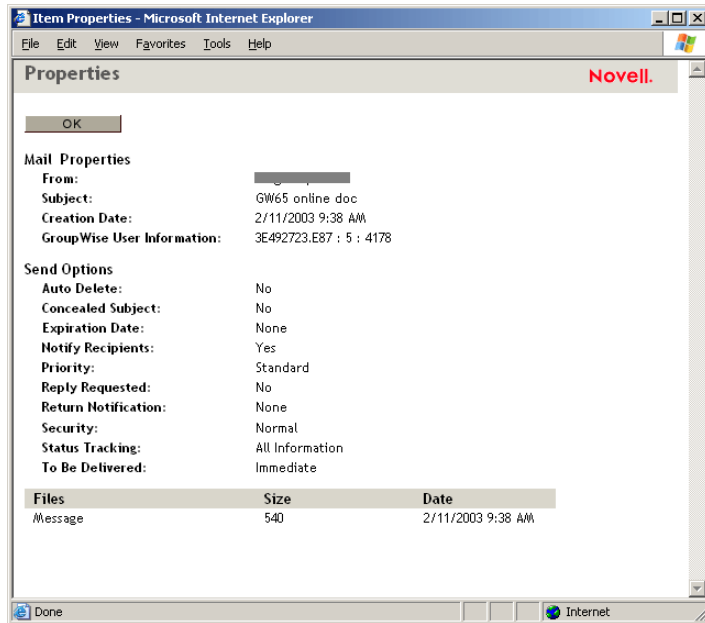 Item Properties - Microsoft Internet Explorer
File Edit View Favorites Tools Help
Properties Novell.
OK
Mail Properties
From:
Subject: GW65 online doc
Creation Date: 2/11/2003 9:38 AM
GroupWise User Information: 3E492723.E87 : 5 : 4178
Send Options
Auto Delete: No
Concealed Subject: No
Expiration Date: None
Notify Recipients: Yes
Priority: Standard
Reply Requested: No
Return Notification: None
Security: Normal
Status Tracking: All Information
To Be Delivered: Immediate
Files Size Date
Message 540 2/11/2003 9:38 AM
Done Internet